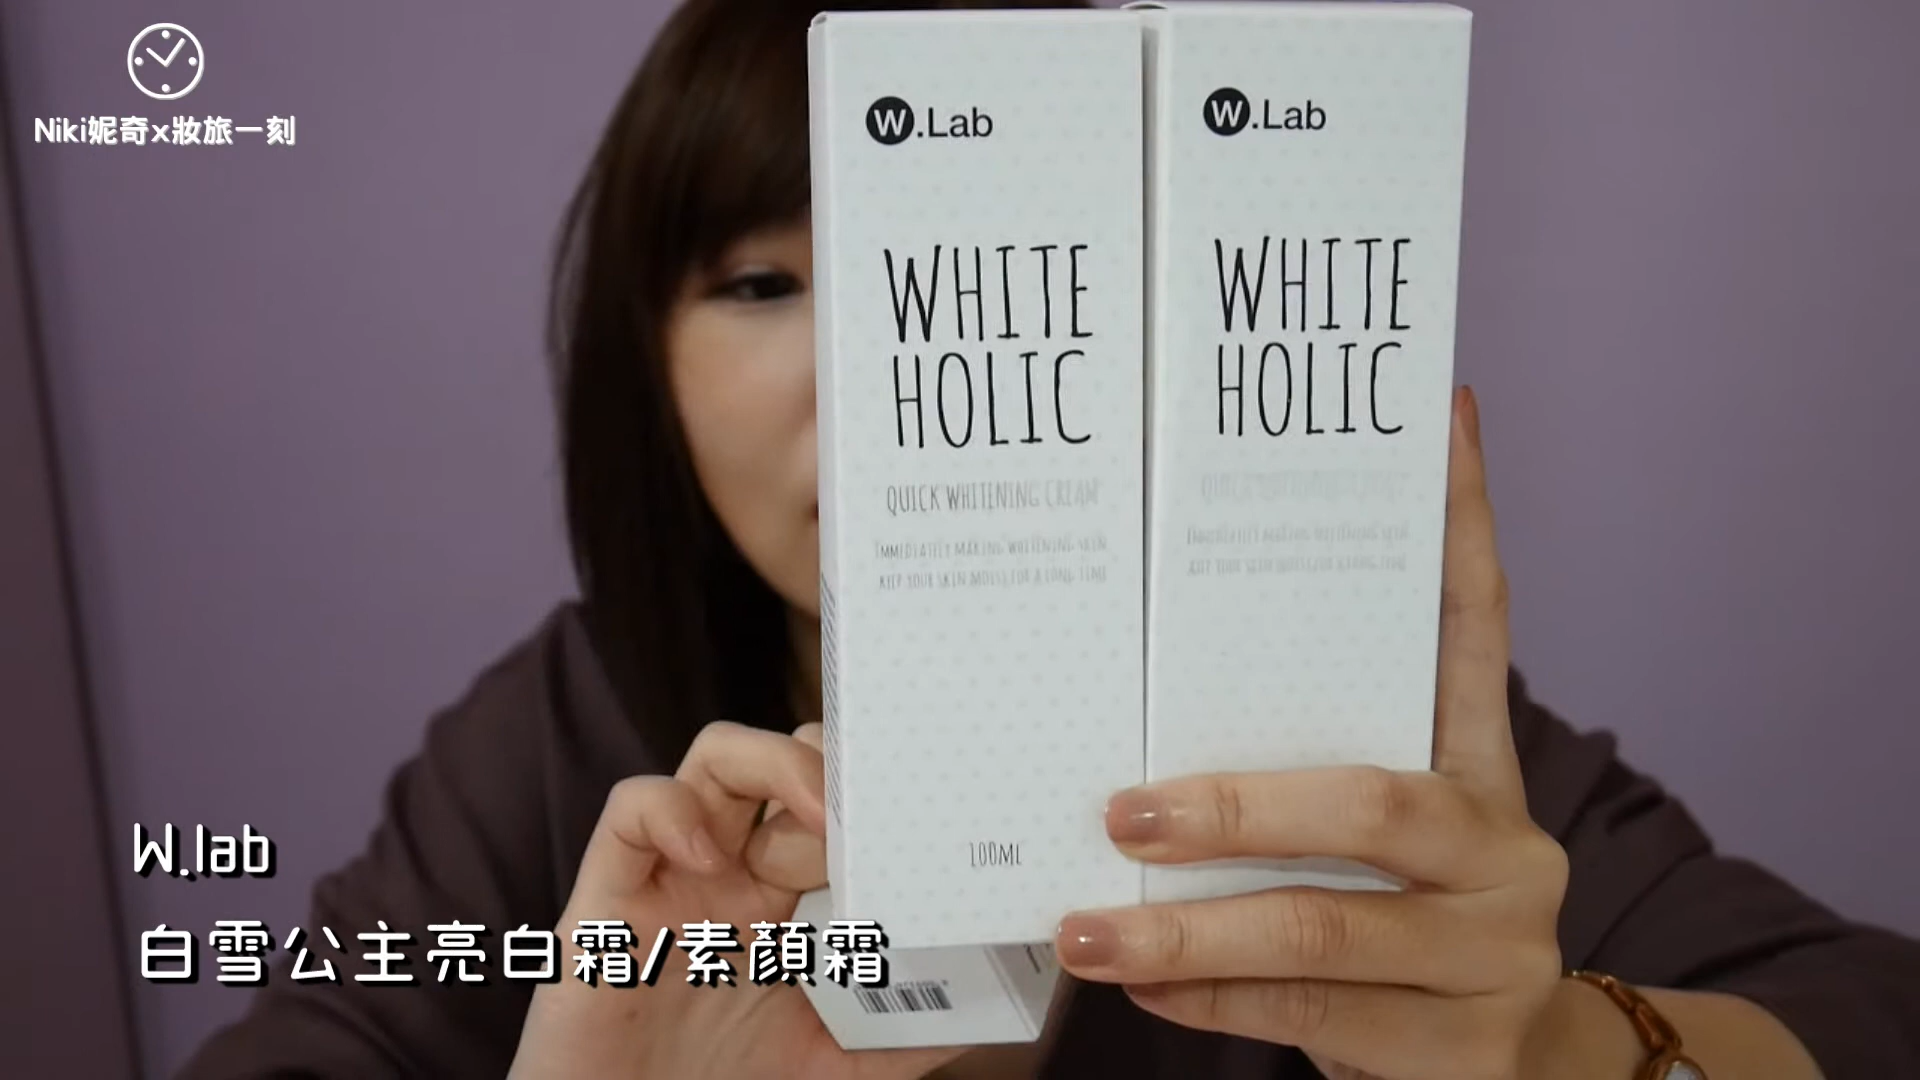 Niki妮奇x妝旅一刻
W.Lab
WHITE
HOLIC
QUICK WHITENING CREAM
IMMEDIATELY MAKING WHITENING SKIN
KEEP YOUR SKIN MOIST FOR A LONG TIME
100ML
W.Lab
WHITE
HOLIC
W.lab
白雪公主亮白霜/素顏霜